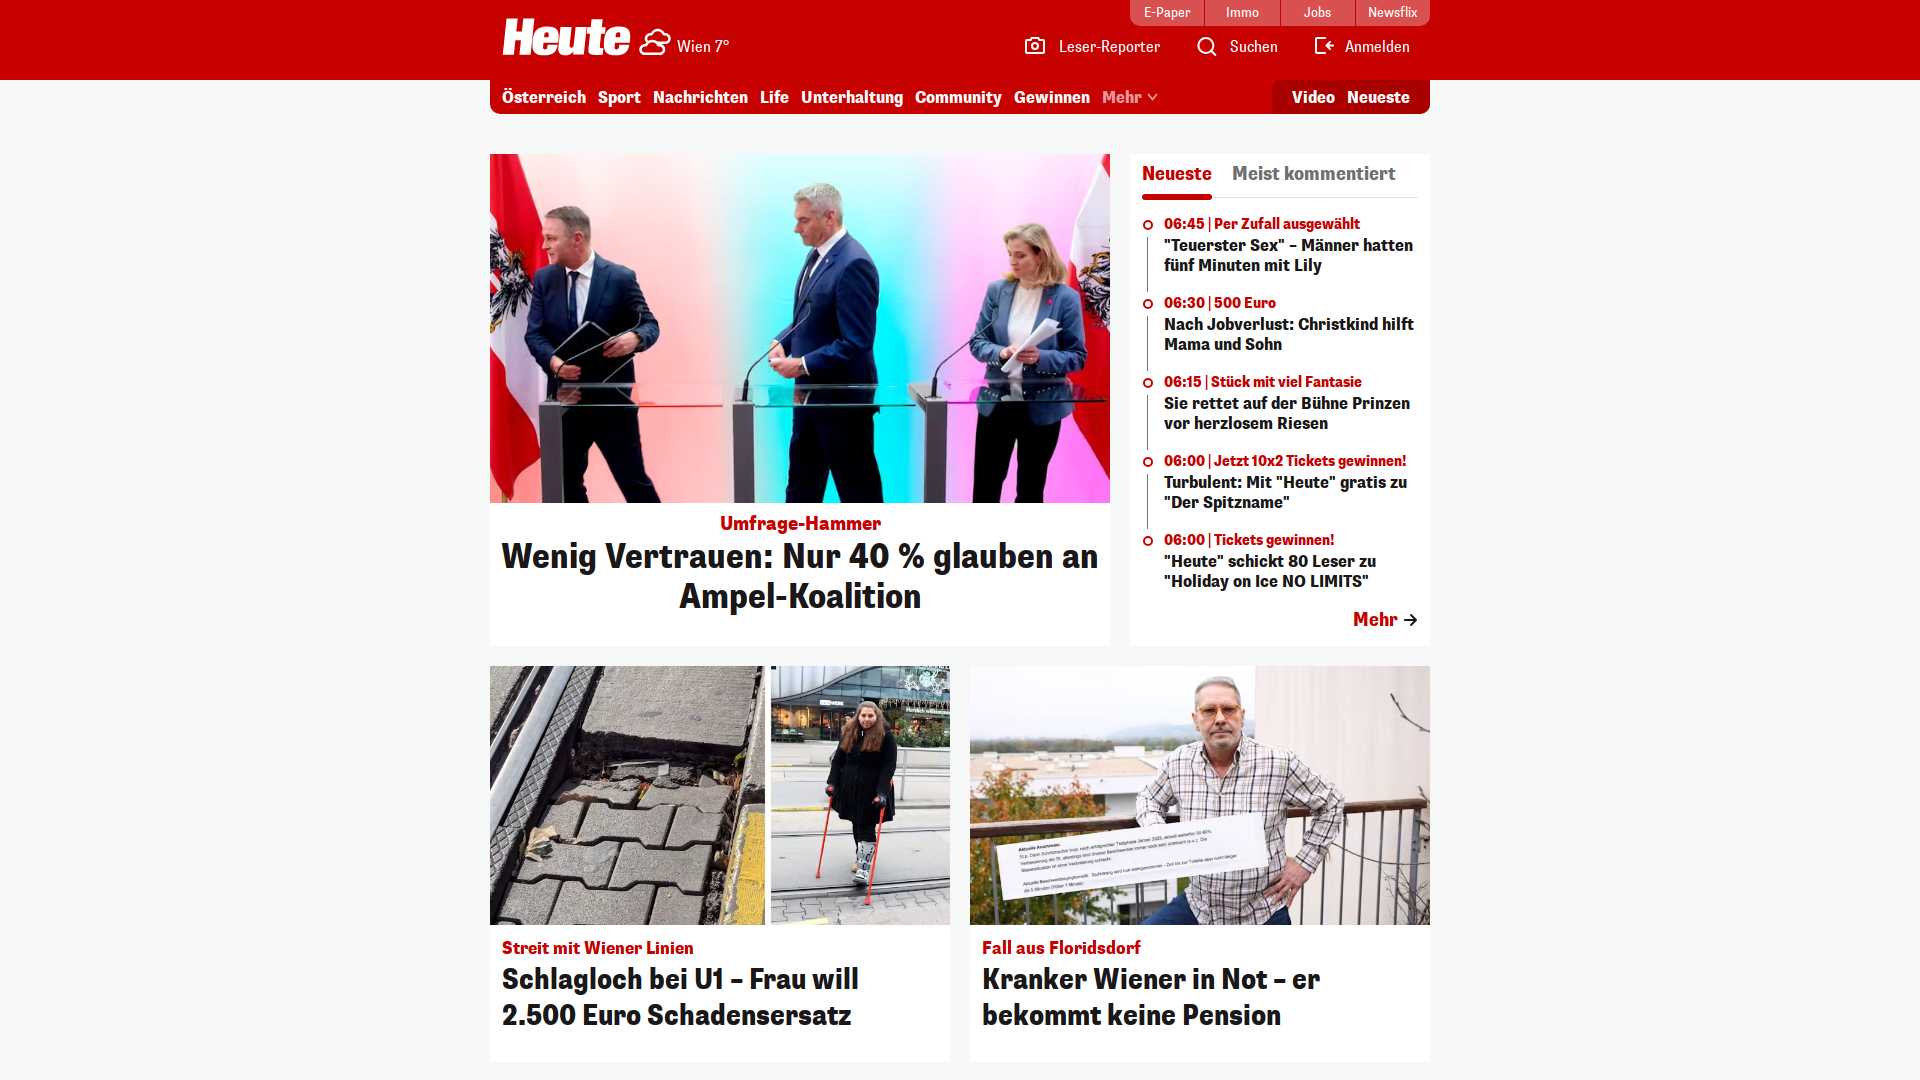 E-Paper
Immo
Jobs
Newsflix
Heute
Wien 7°
Leser-Reporter
Suchen
Anmelden
Österreich
Sport
Nachrichten
Life
Unterhaltung
Community
Gewinnen
Mehr
Video
Neueste
Umfrage-Hammer
Wenig Vertrauen: Nur 40 % glauben an
Ampel-Koalition
Neueste
Meist kommentiert
06:45 | Per Zufall ausgewählt
"Teuerster Sex" – Männer hatten
fünf Minuten mit Lily
06:30 | 500 Euro
Nach Jobverlust: Christkind hilft
Mama und Sohn
06:15 | Stück mit viel Fantasie
Sie rettet auf der Bühne Prinzen
vor herzlosem Riesen
06:00 | Jetzt 10x2 Tickets gewinnen!
Turbulent: Mit "Heute" gratis zu
"Der Spitzname"
06:00 | Tickets gewinnen!
"Heute" schickt 80 Leser zu
"Holiday on Ice NO LIMITS"
Mehr
Streit mit Wiener Linien
Schlagloch bei U1 – Frau will
2.500 Euro Schadensersatz
Fall aus Floridsdorf
Kranker Wiener in Not – er
bekommt keine Pension